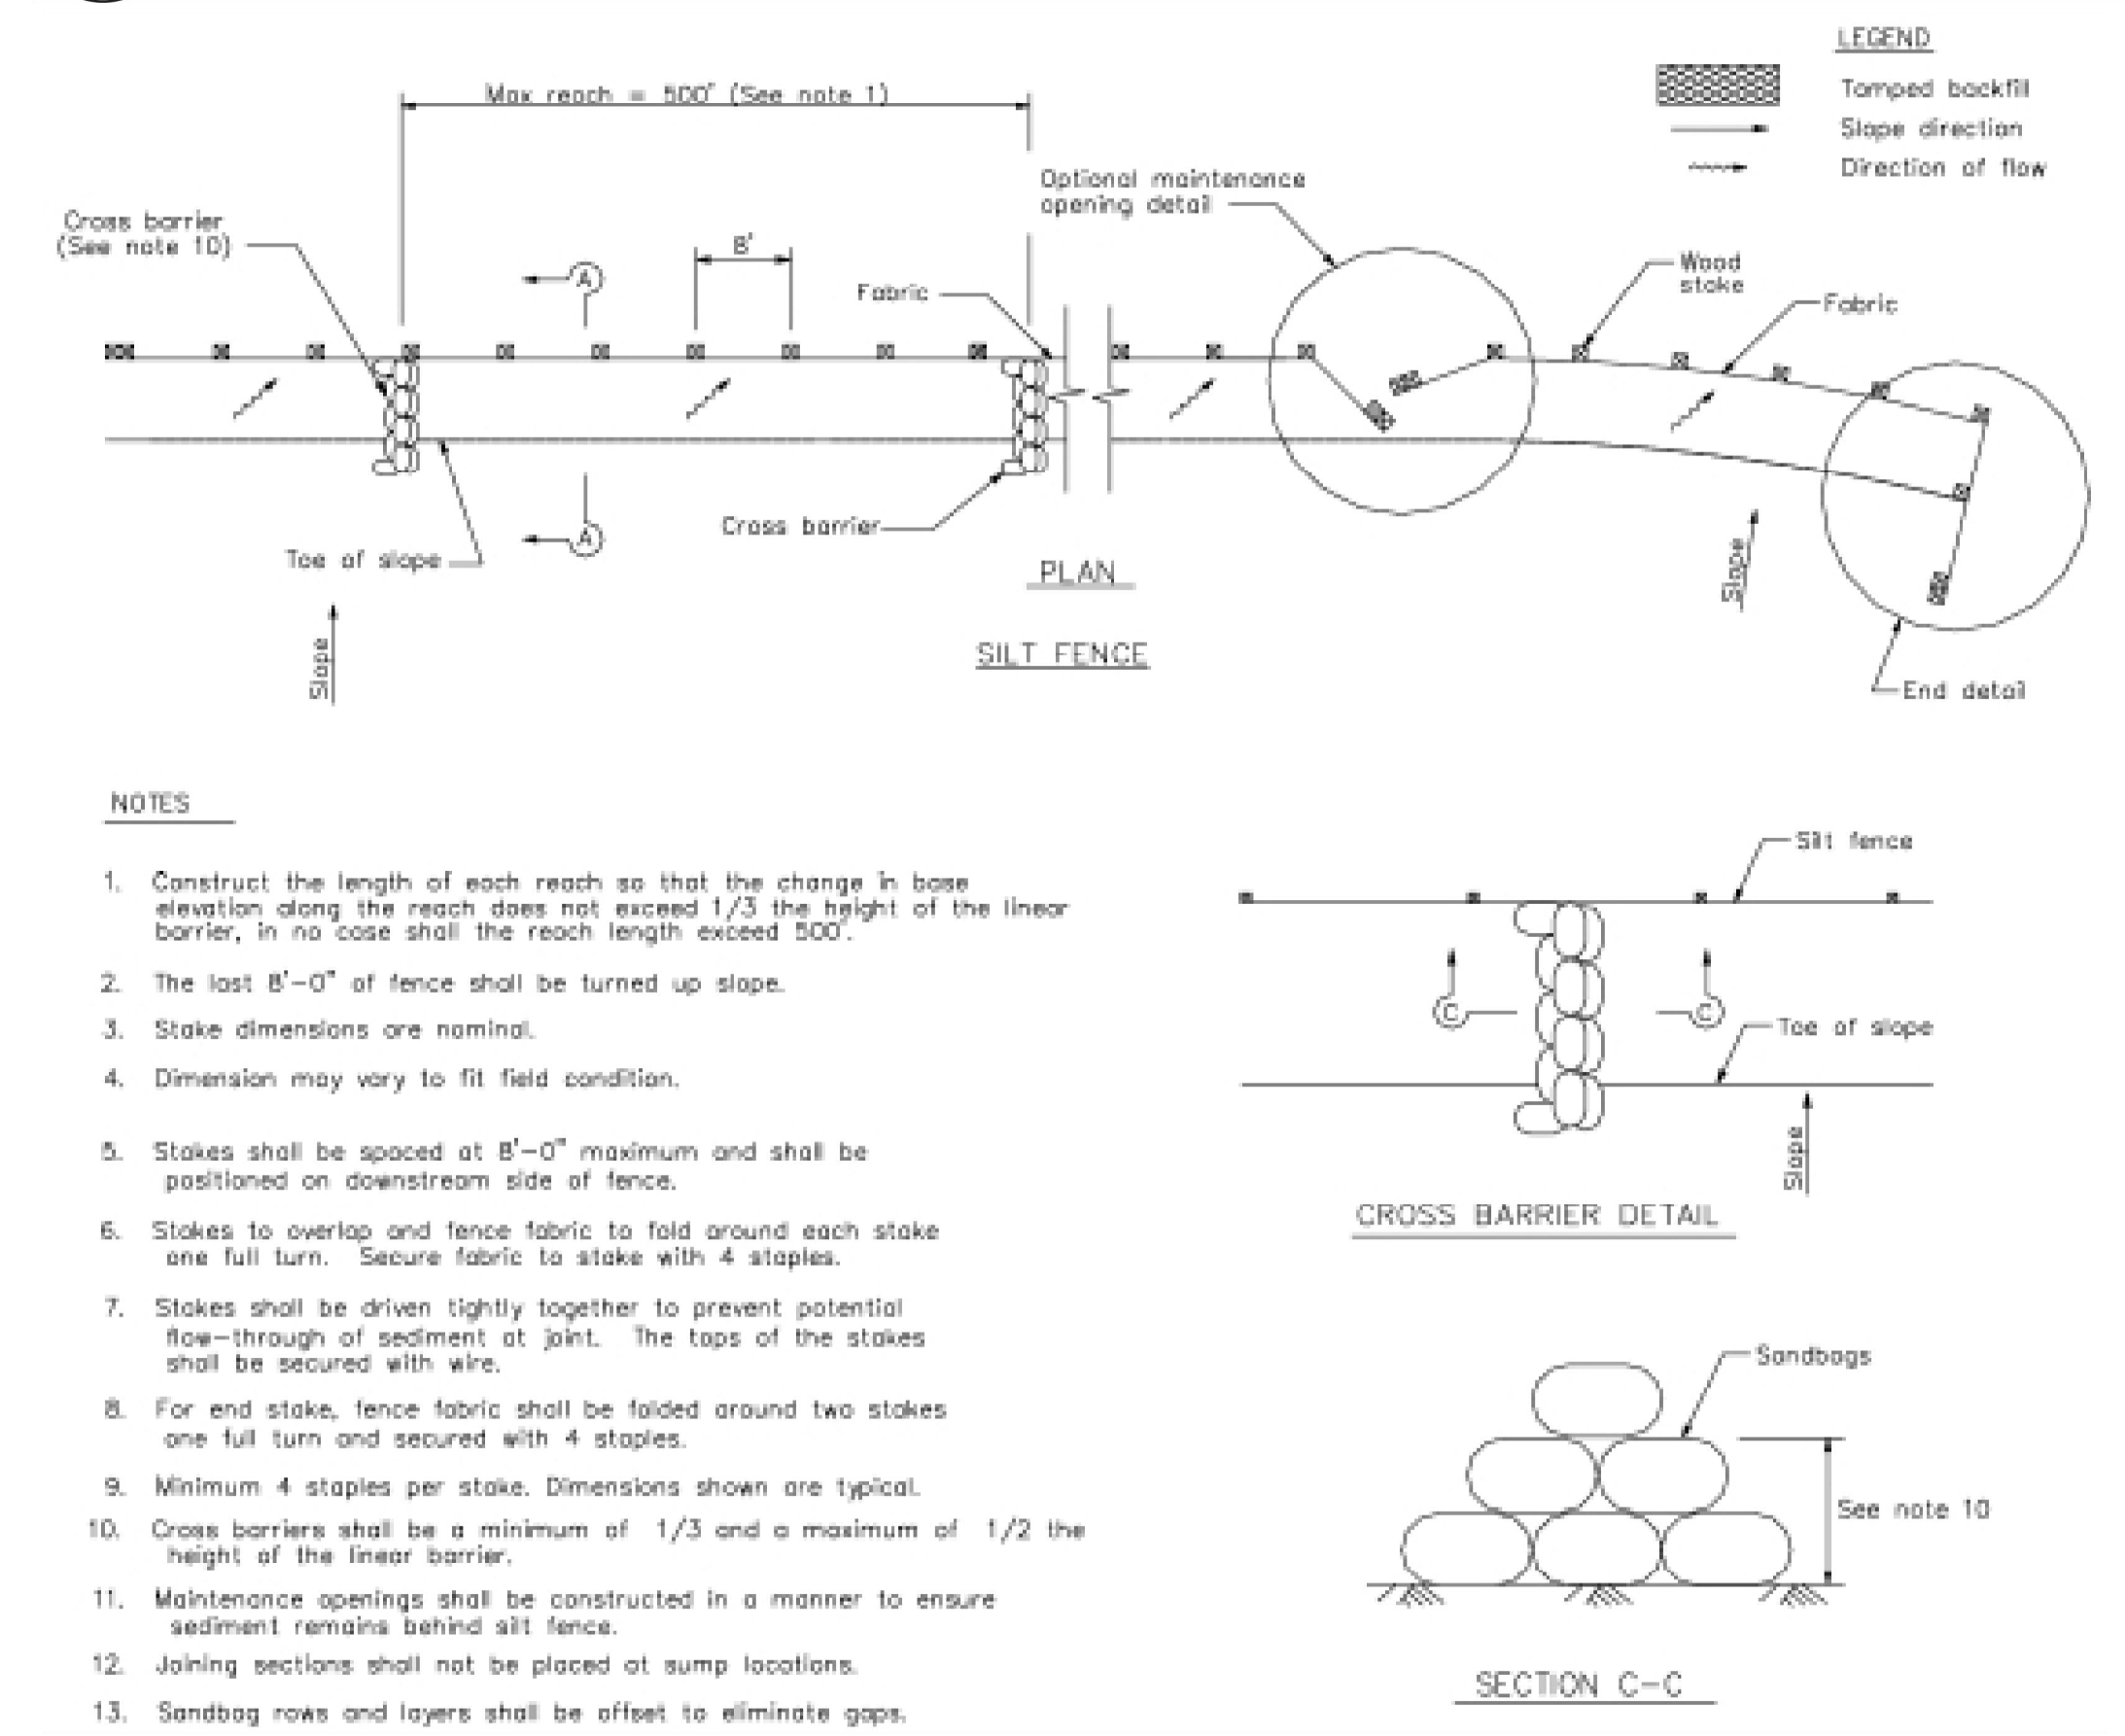 LEGEND
Tamped backfill
Slope direction
Direction of flow
Max reach = 500' (See note 1)
Optional maintenance
opening detail
Cross barrier
(See note 10)
8'
A
Fabric
Wood
stake
Fabric
Cross barrier
A
Toe of slope
PLAN
Slope
Slope
SILT FENCE
End detail
NOTES
1. Construct the length of each reach so that the change in base
elevation along the reach does not exceed 1/3 the height of the linear
barrier, in no case shall the reach length exceed 500'.
2. The last 8'-0" of fence shall be turned up slope.
3. Stake dimensions are nominal.
4. Dimension may vary to fit field condition.
5. Stakes shall be spaced at 8'-0" maximum and shall be
positioned on downstream side of fence.
6. Stakes to overlap and fence fabric to fold around each stake
one full turn. Secure fabric to stake with 4 staples.
7. Stakes shall be driven tightly together to prevent potential
flow-through of sediment at joint. The tops of the stakes
shall be secured with wire.
8. For end stake, fence fabric shall be folded around two stakes
one full turn and secured with 4 staples.
9. Minimum 4 staples per stake. Dimensions shown are typical.
10. Cross barriers shall be a minimum of 1/3 and a maximum of 1/2 the
height of the linear barrier.
11. Maintenance openings shall be constructed in a manner to ensure
sediment remains behind silt fence.
12. Joining sections shall not be placed at sump locations.
13. Sandbag rows and layers shall be offset to eliminate gaps.
Silt fence
C
C
Toe of slope
Slope
CROSS BARRIER DETAIL
Sandbags
See note 10
SECTION C-C